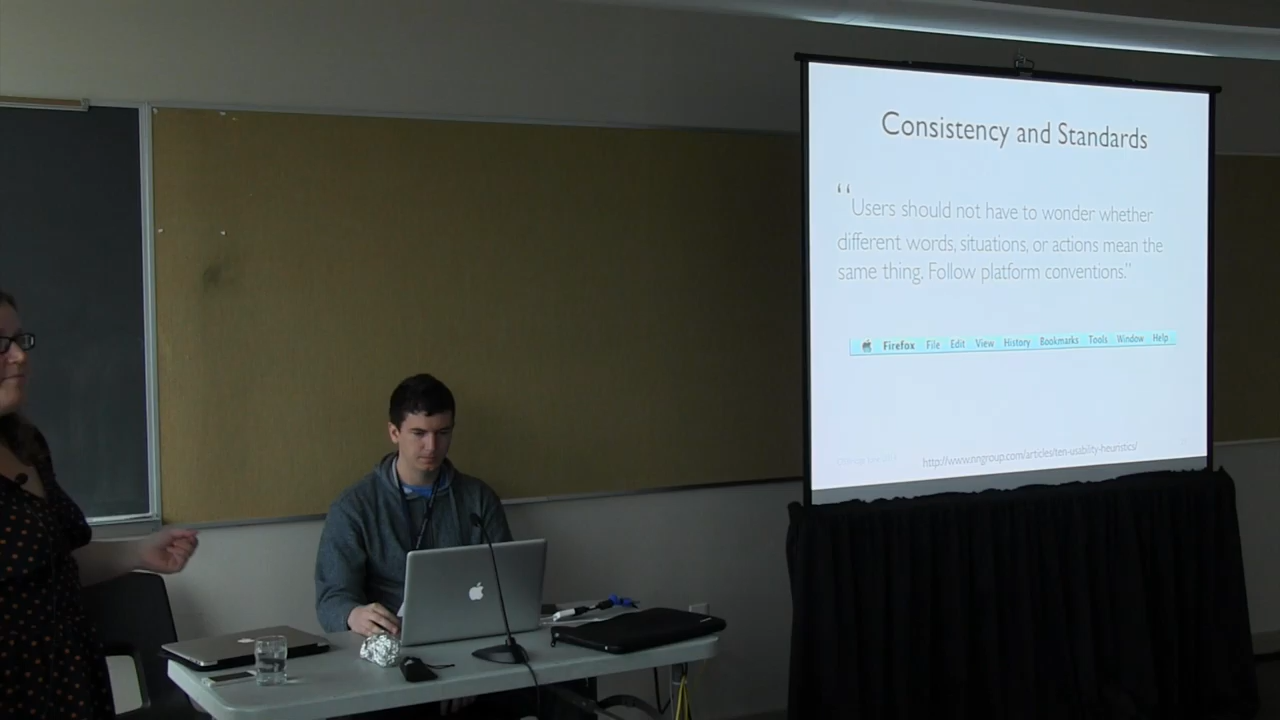 Consistency and Standards
“Users should not have to wonder whether
different words, situations, or actions mean the
same thing. Follow platform conventions.”
Firefox File Edit View History Bookmarks Tools Window Help
http://www.nngroup.com/articles/ten-usability-heuristics/